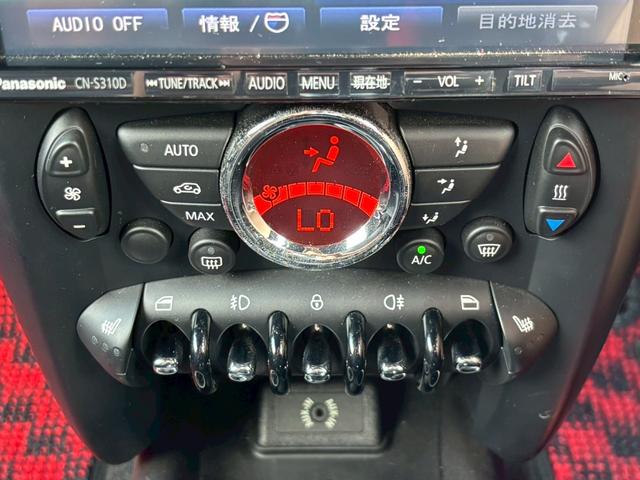 AUDIO OFF 情報 / 設定 目的地消去
Panasonic CN-S310D TUNE/TRACK AUDIO MENU 現在地 − VOL + TILT MIC
AUTO
MAX
LO
A/C